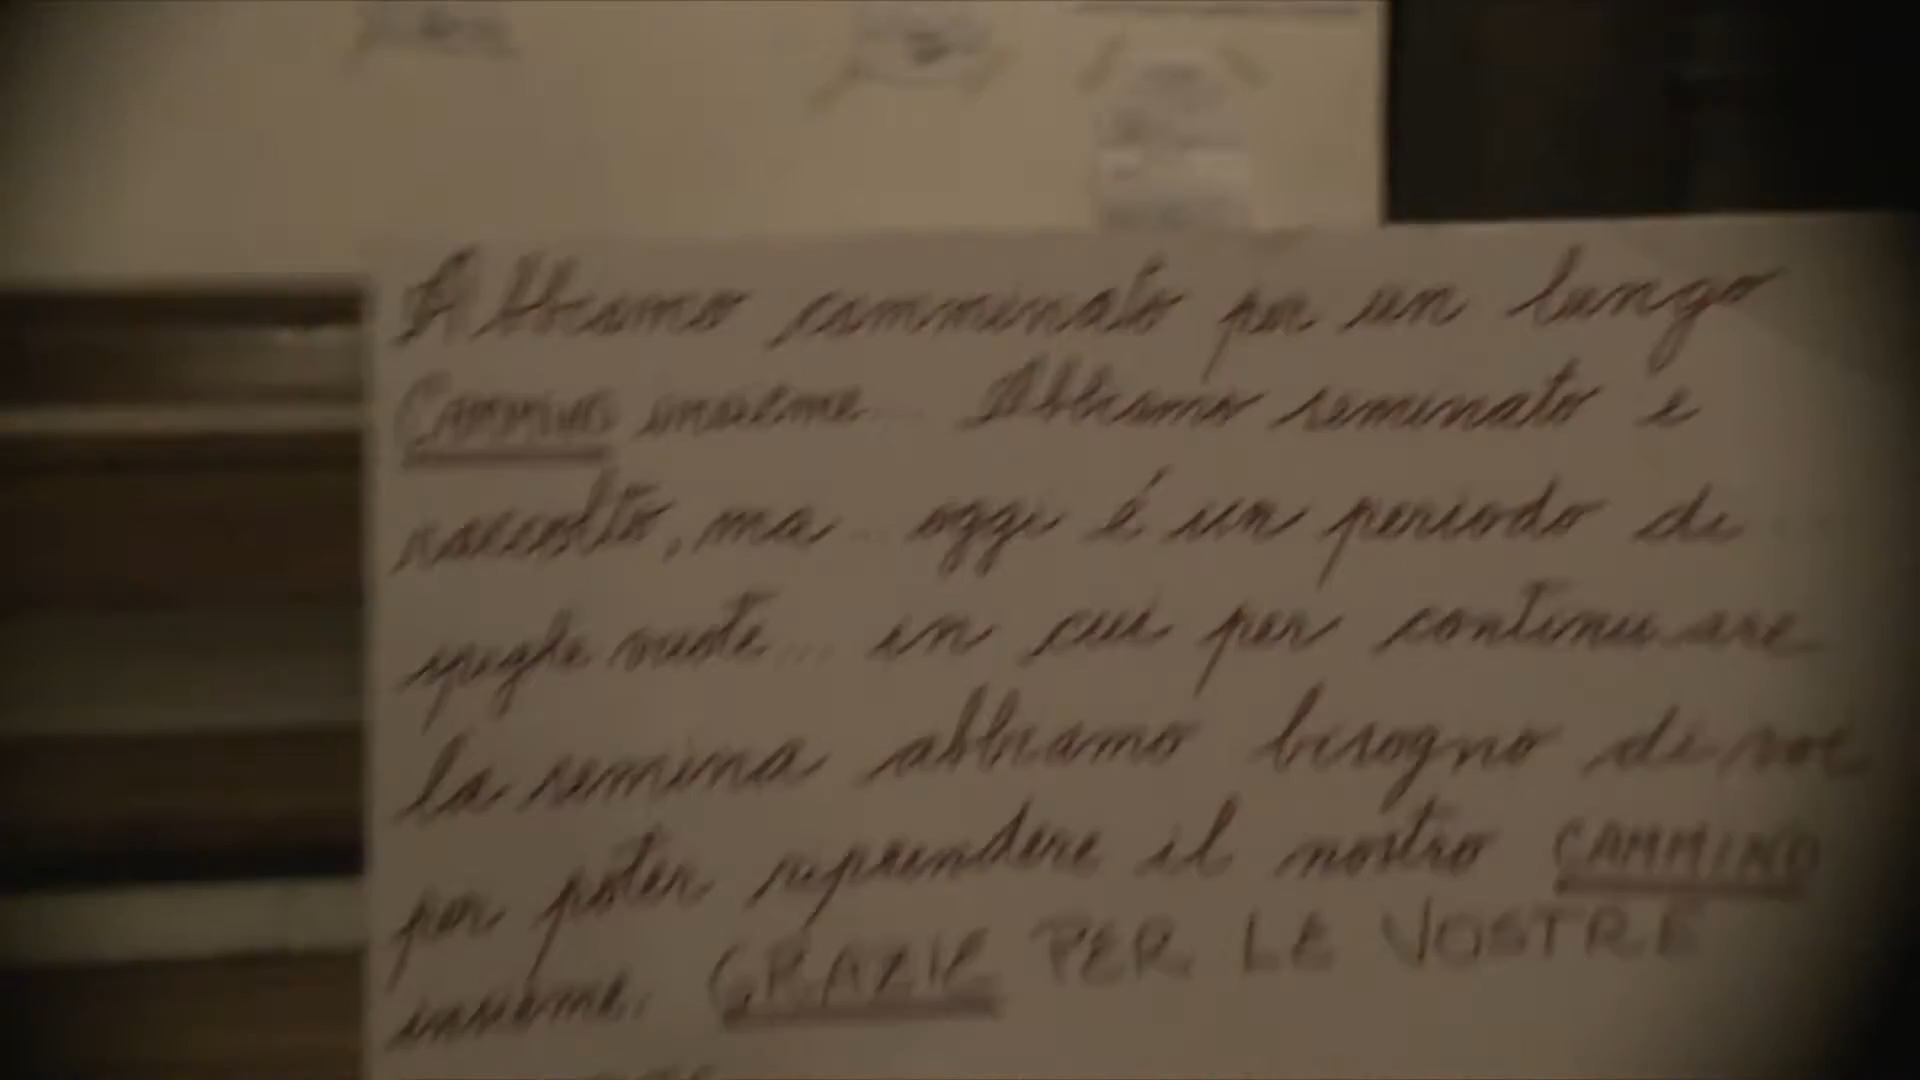 Abbiamo camminato per un lungo
CAMMINO insieme... Abbiamo seminato e
raccolto, ma... oggi é un periodo di
spighe vuote... in cui per continuare
la semina abbiamo bisogno di voi
per poter riprendere il nostro CAMMINO
insieme. GRAZIE PER LE VOSTRE